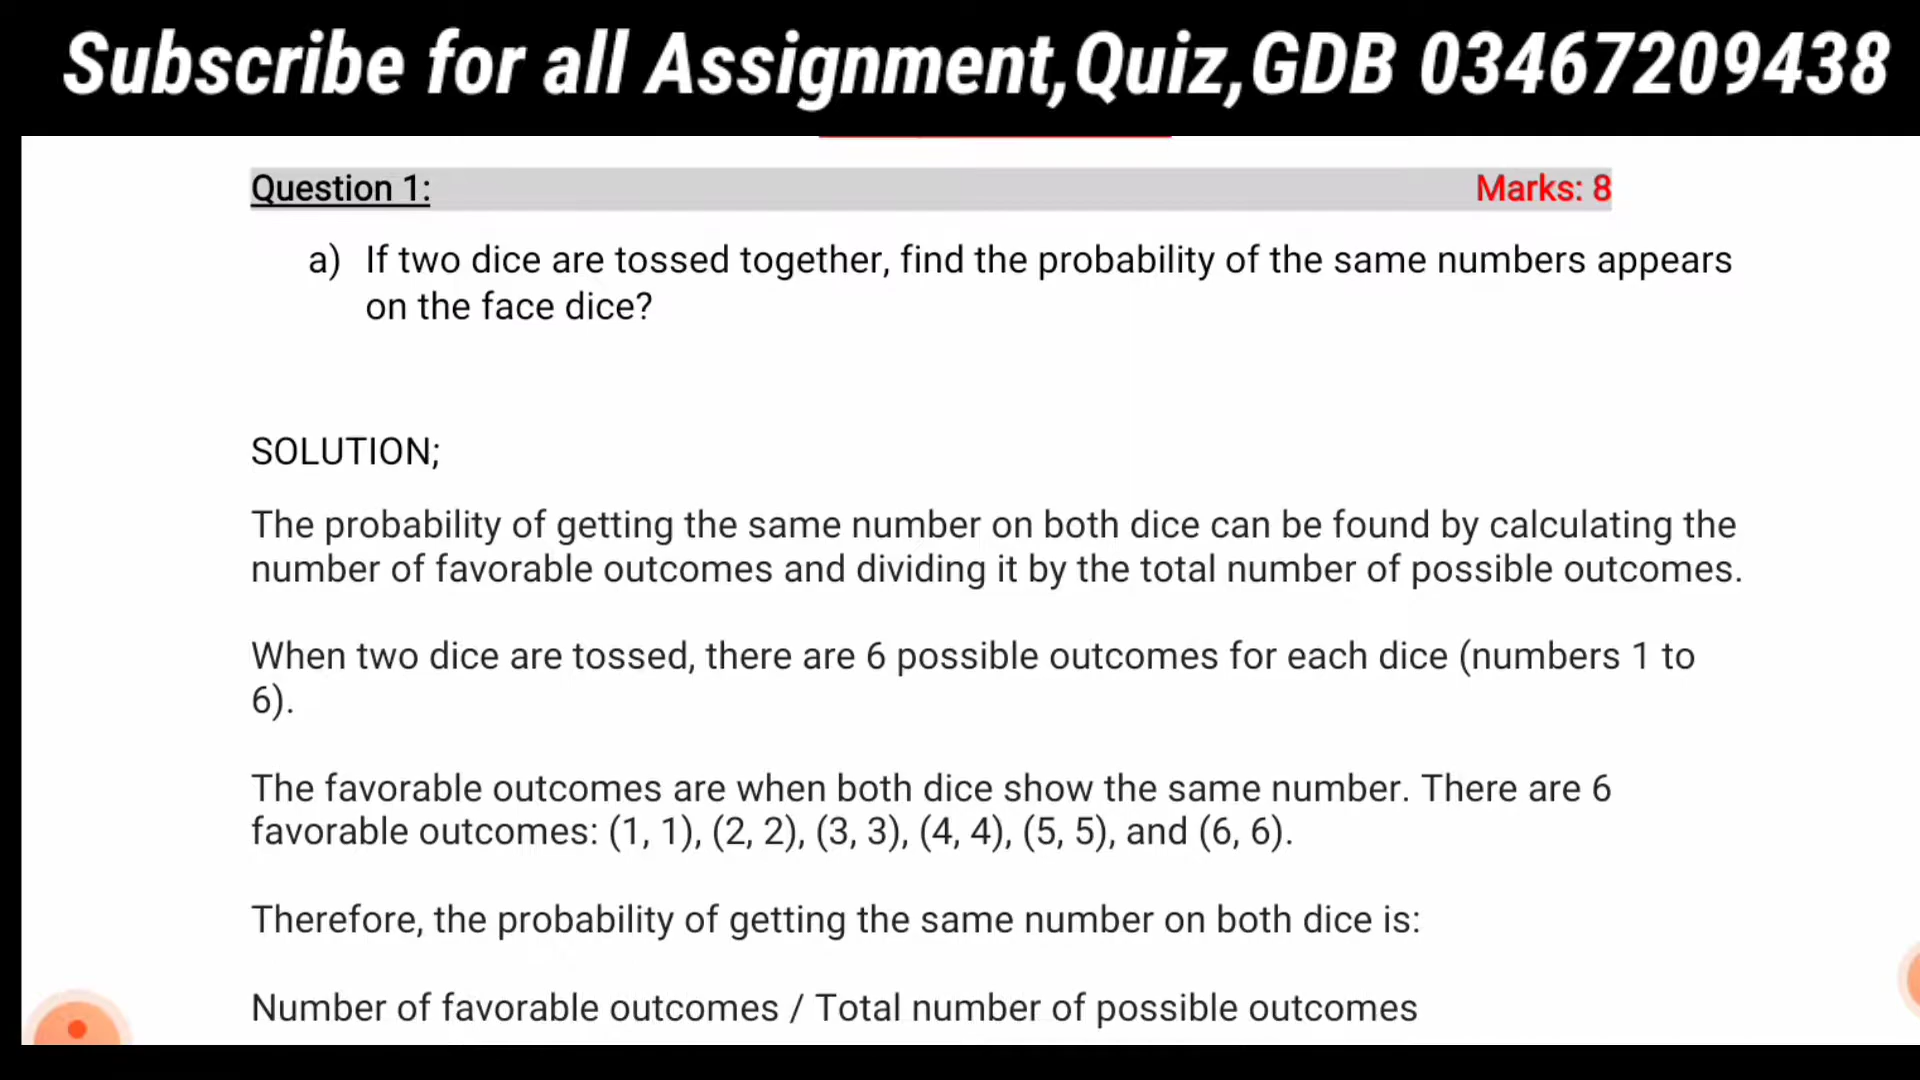 Subscribe for all Assignment,Quiz,GDB 03467209438
Question 1: Marks: 8
a) If two dice are tossed together, find the probability of the same numbers appears
on the face dice?
SOLUTION;
The probability of getting the same number on both dice can be found by calculating the
number of favorable outcomes and dividing it by the total number of possible outcomes.
When two dice are tossed, there are 6 possible outcomes for each dice (numbers 1 to
6).
The favorable outcomes are when both dice show the same number. There are 6
favorable outcomes: (1, 1), (2, 2), (3, 3), (4, 4), (5, 5), and (6, 6).
Therefore, the probability of getting the same number on both dice is:
Number of favorable outcomes / Total number of possible outcomes